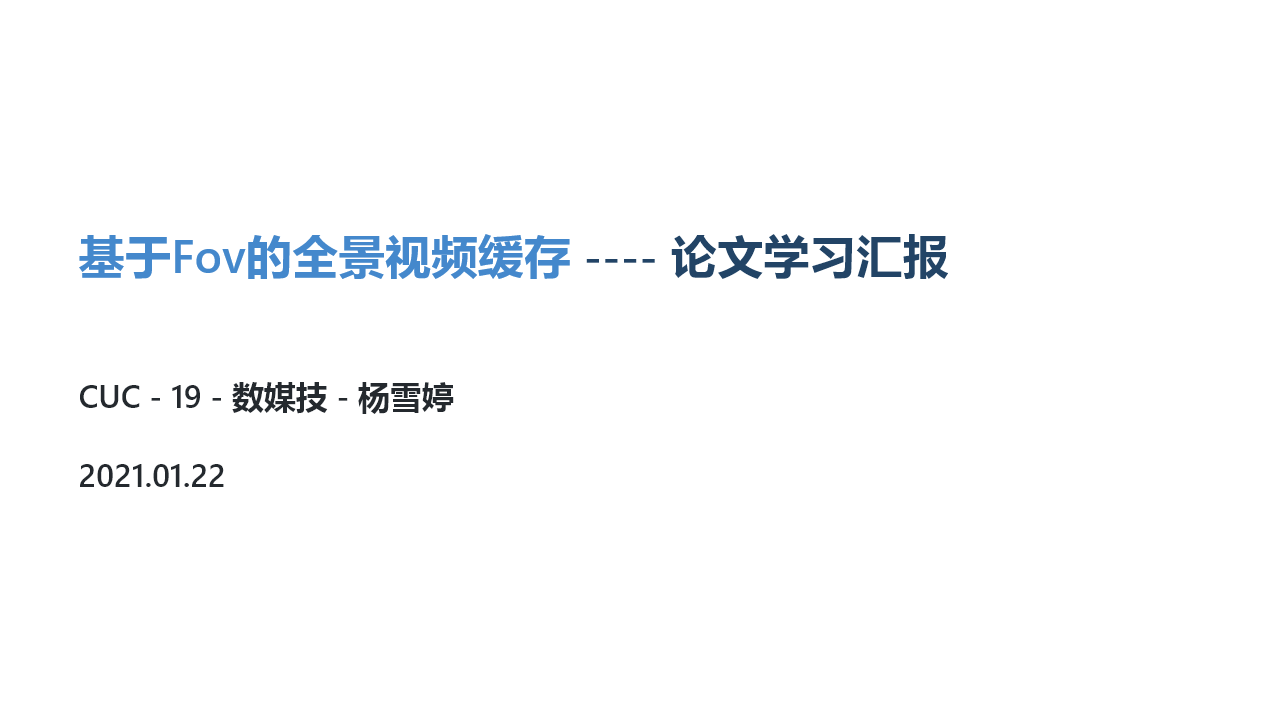 基于Fov的全景视频缓存 ---- 论文学习汇报
CUC - 19 - 数媒技 - 杨雪婷
2021.01.22